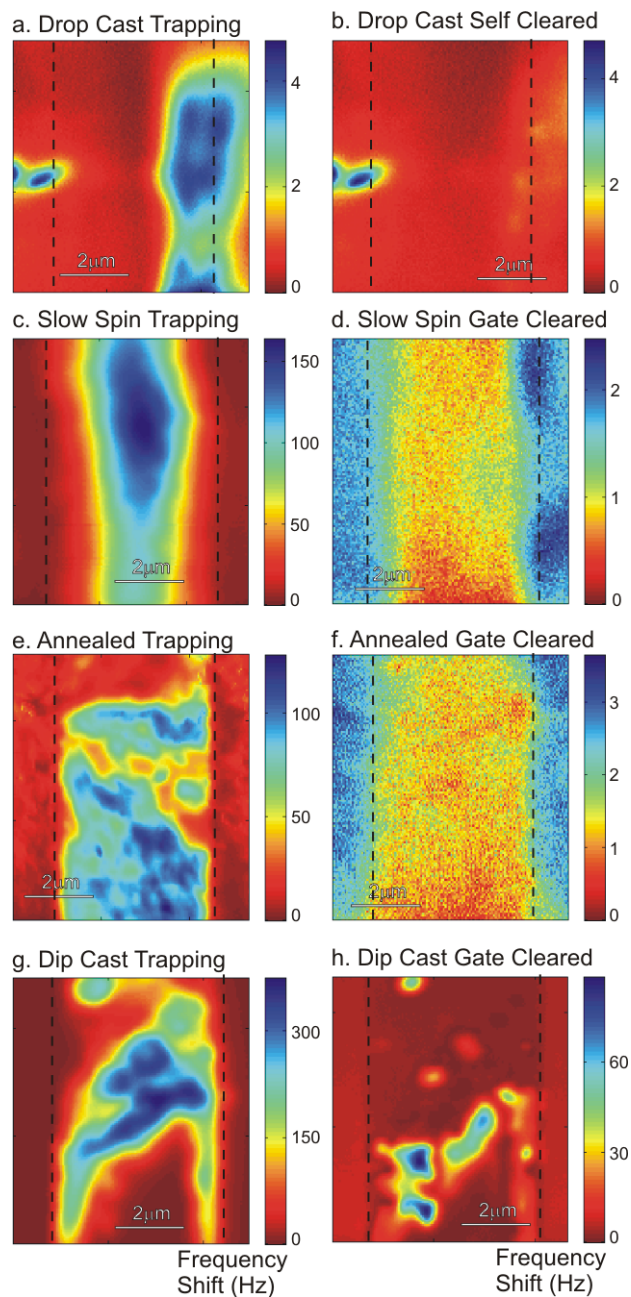 a. Drop Cast Trapping
b. Drop Cast Self Cleared
4
2
0
2μm
4
2
0
2μm
c. Slow Spin Trapping
d. Slow Spin Gate Cleared
150
100
50
0
2μm
2
1
0
2μm
e. Annealed Trapping
f. Annealed Gate Cleared
100
50
0
2μm
3
2
1
0
2μm
g. Dip Cast Trapping
h. Dip Cast Gate Cleared
300
150
0
2μm
60
30
0
2μm
Frequency
Shift (Hz)
Frequency
Shift (Hz)